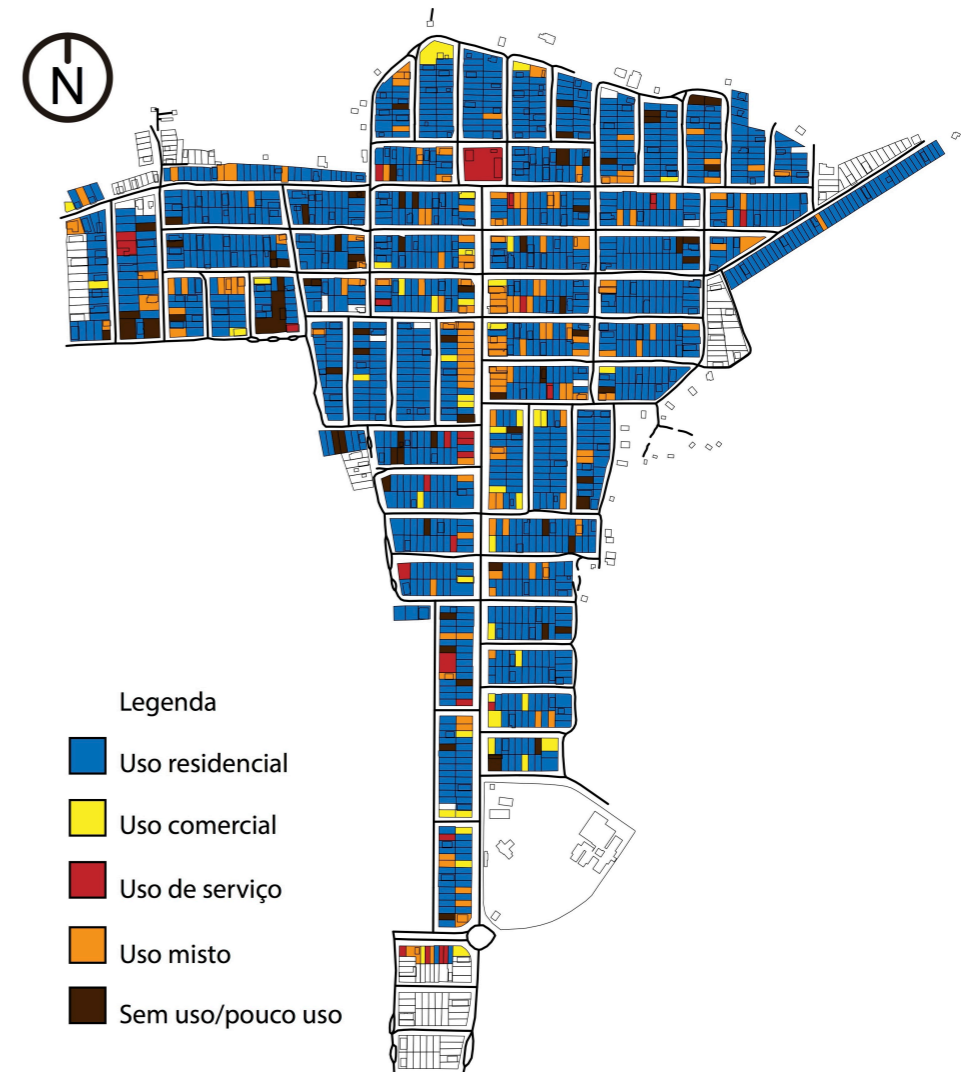 N
Legenda
Uso residencial
Uso comercial
Uso de serviço
Uso misto
Sem uso/pouco uso